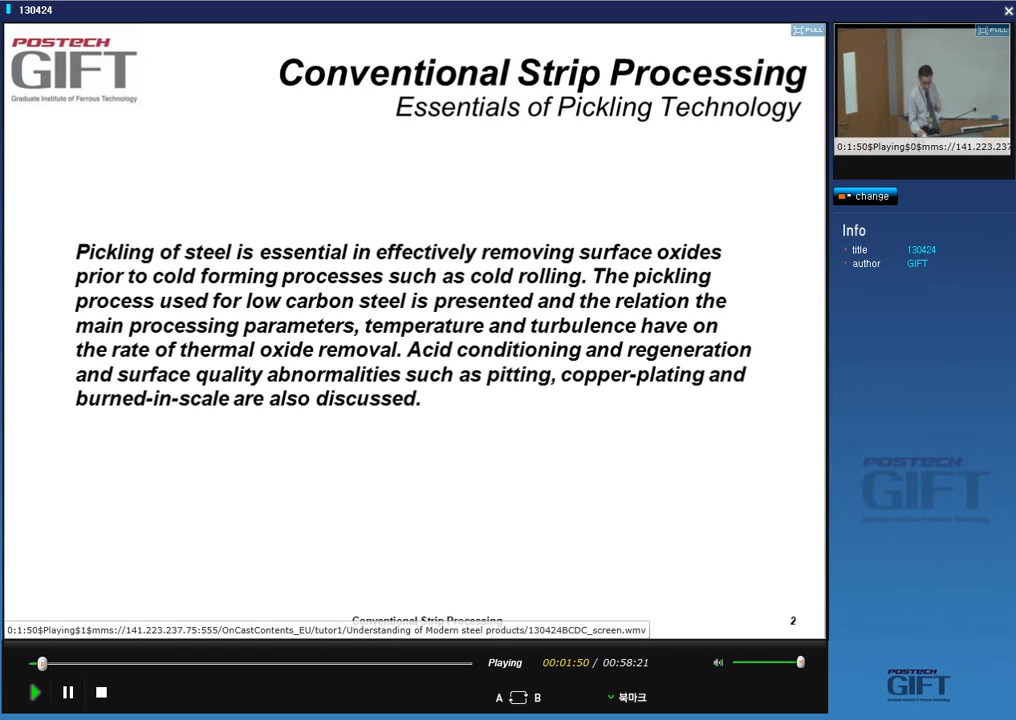 130424
POSTECH
GIFT
Graduate Institute of Ferrous Technology
FULL
Conventional Strip Processing
Essentials of Pickling Technology
Pickling of steel is essential in effectively removing surface oxides
prior to cold forming processes such as cold rolling. The pickling
process used for low carbon steel is presented and the relation the
main processing parameters, temperature and turbulence have on
the rate of thermal oxide removal. Acid conditioning and regeneration
and surface quality abnormalities such as pitting, copper-plating and
burned-in-scale are also discussed.
Conventional Strip Processing
2
0:1:50$Playing$1$mms://141.223.237.75:555/OnCastContents_EU/tutor1/Understanding of Modern steel products/130424BCDC_screen.wmv
FULL
0:1:50$Playing$0$mms://141.223.237
change
Info
title 130424
author GIFT
POSTECH
GIFT
Graduate Institute of Ferrous Technology
Playing 00:01:50 / 00:58:21
A B 북마크
POSTECH
GIFT